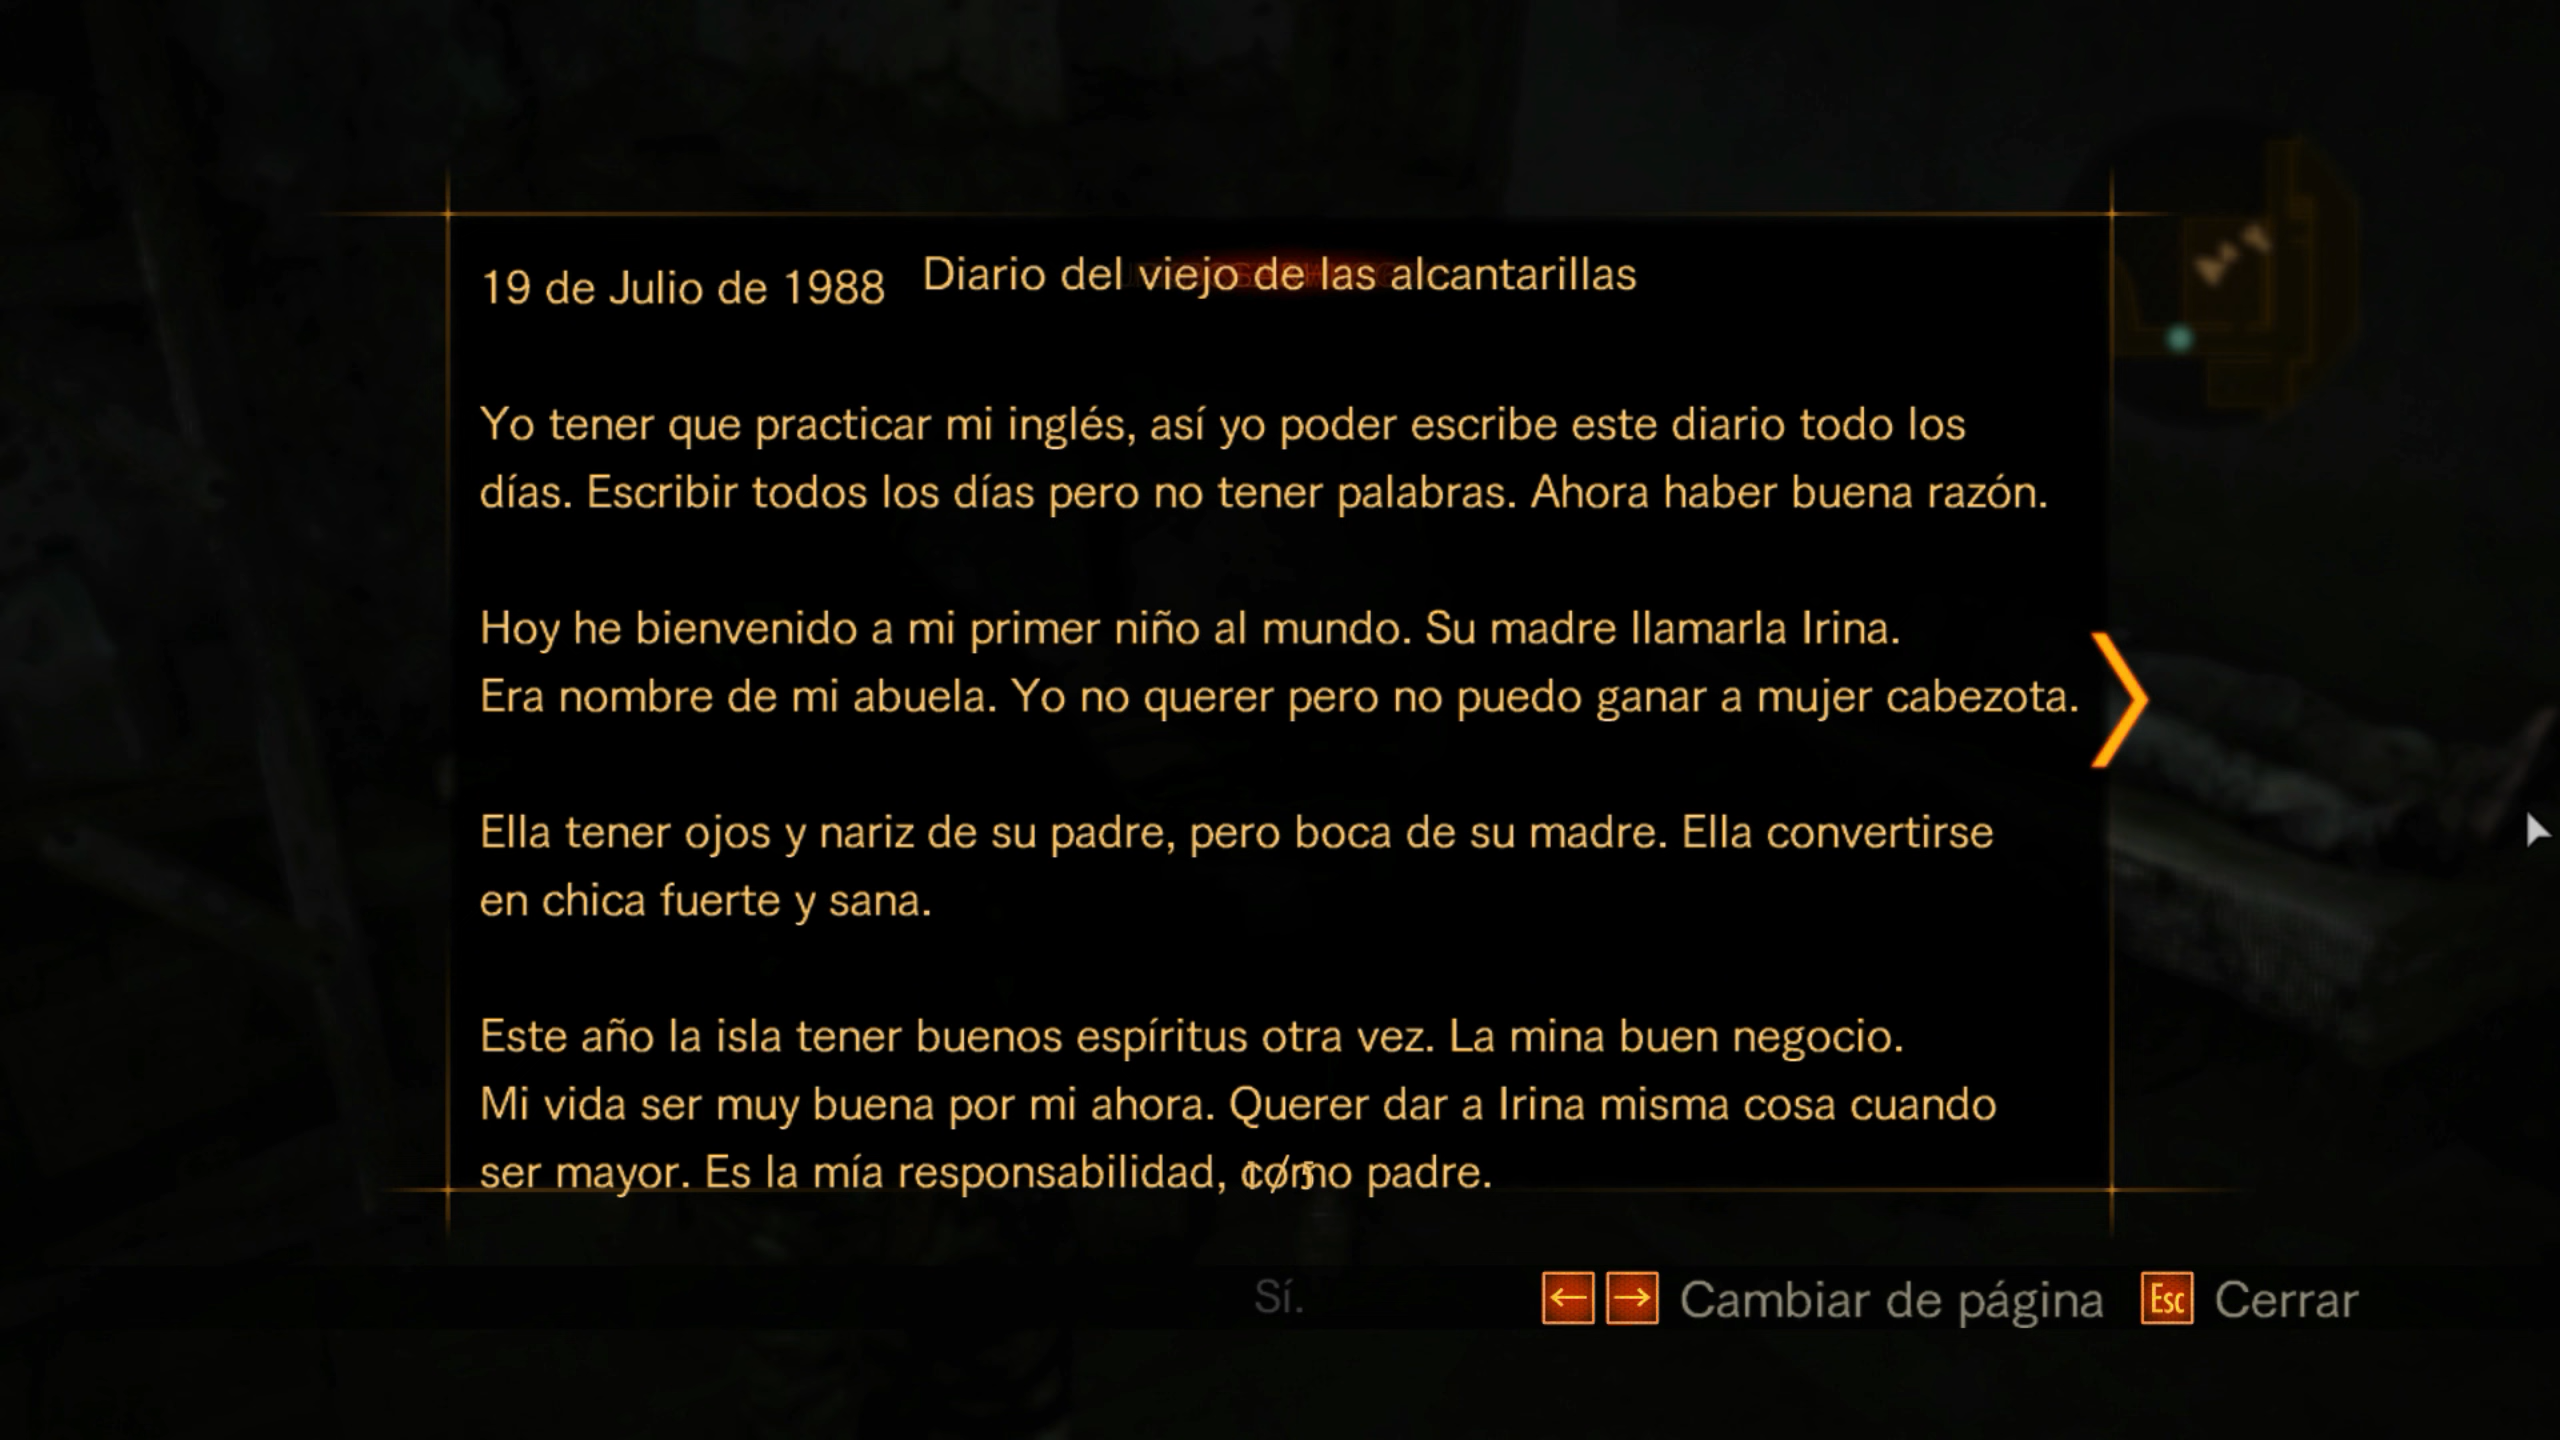 Diario del viejo de las alcantarillas
19 de Julio de 1988
Yo tener que practicar mi inglés, así yo poder escribe este diario todo los
días. Escribir todos los días pero no tener palabras. Ahora haber buena razón.
Hoy he bienvenido a mi primer niño al mundo. Su madre llamarla Irina.
Era nombre de mi abuela. Yo no querer pero no puedo ganar a mujer cabezota.
Ella tener ojos y nariz de su padre, pero boca de su madre. Ella convertirse
en chica fuerte y sana.
Este año la isla tener buenos espíritus otra vez. La mina buen negocio.
Mi vida ser muy buena por mi ahora. Querer dar a Irina misma cosa cuando
ser mayor. Es la mía responsabilidad, como padre.
1/5
Sí.
← → Cambiar de página Esc Cerrar